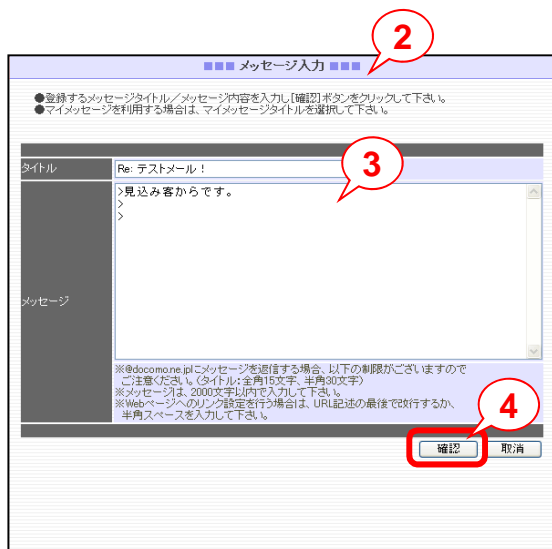 2
■■■ メッセージ入力 ■■■
●登録するメッセージタイトル／メッセージ内容を入力し[確認]ボタンをクリックして下さい。
●マイメッセージを利用する場合は、マイメッセージタイトルを選択して下さい。
タイトル
Re: テストメール！
3
>見込み客からです。
>
>
メッセージ
※@docomo.ne.jpにメッセージを返信する場合、以下の制限がございますので
ご注意ください。（タイトル：全角15文字、半角30文字）
※メッセージは、2000文字以内で入力して下さい。
※Webページへのリンク設定を行う場合は、URL記述の最後で改行するか、
半角スペースを入力して下さい。
4
確認 取消